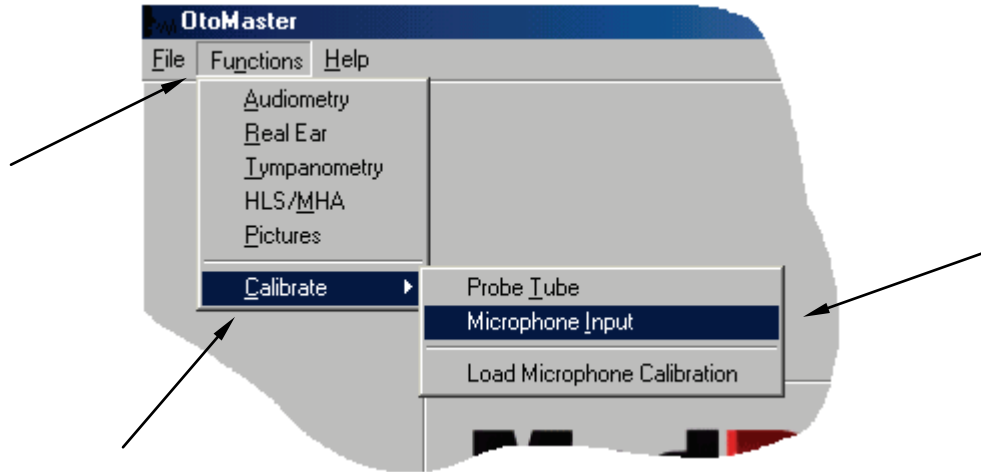 OtoMaster
File Functions Help
Audiometry
Real Ear
Tympanometry
HLS/MHA
Pictures
Calibrate
Probe Tube
Microphone Input
Load Microphone Calibration